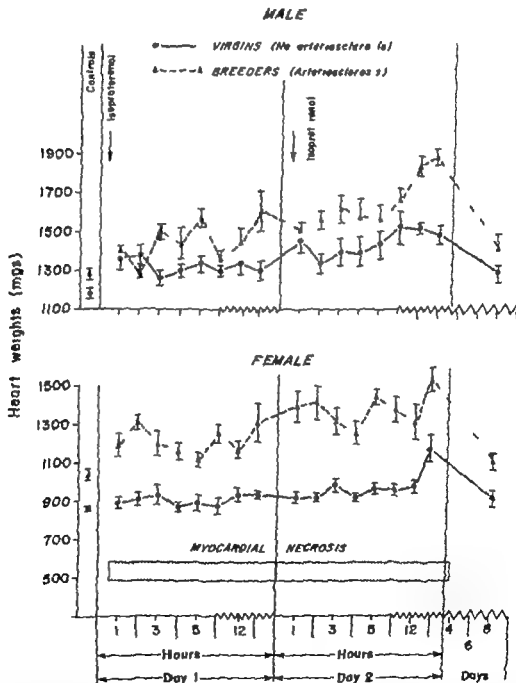 MALE
VIRGINS (No arteriosclerosis)
BREEDERS (Arteriosclerosis)
Controls
Isoproterenol
Isoproterenol
1900
1700
1500
1300
1100
Heart weights (mgs)
FEMALE
1500
1300
1100
900
700
500
MYOCARDIAL NECROSIS
1 3 5 12 1 3 5 12 4 6 8
Hours Hours
Day 1 Day 2 Days